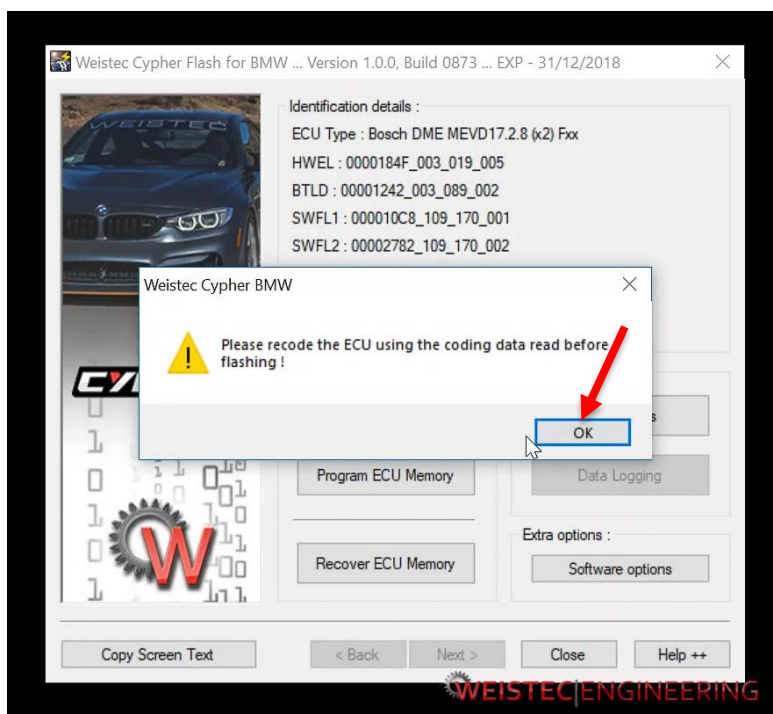 Weistec Cypher Flash for BMW ... Version 1.0.0, Build 0873 ... EXP - 31/12/2018
WEISTEC
Identification details :
ECU Type : Bosch DME MEVD17.2.8 (x2) Fxx
HWEL : 0000184F_003_019_005
BTLD : 00001242_003_089_002
SWFL1 : 000010C8_109_170_001
SWFL2 : 00002782_109_170_002
Weistec Cypher BMW
Please recode the ECU using the coding data read before
flashing !
OK
Program ECU Memory
Data Logging
Extra options :
Recover ECU Memory
Software options
W
Copy Screen Text
< Back
Next >
Close
Help ++
WEISTEC|ENGINEERING